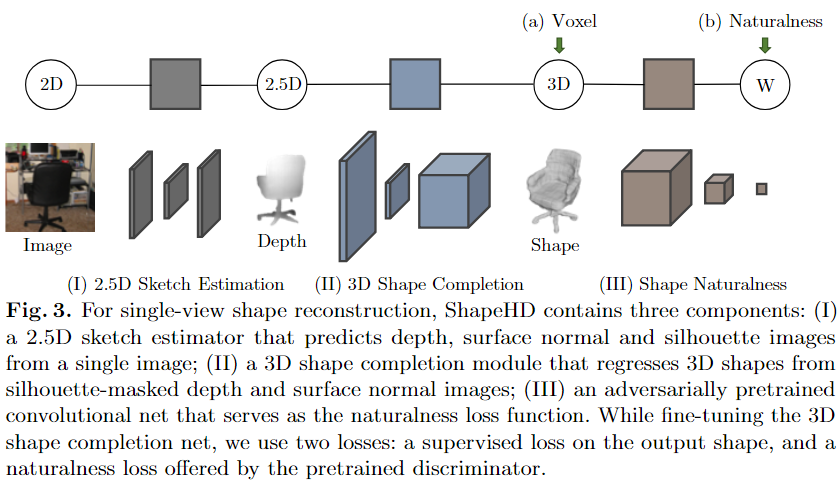 (a) Voxel (b) Naturalness
2D 2.5D 3D W
Image Depth Shape
(I) 2.5D Sketch Estimation (II) 3D Shape Completion (III) Shape Naturalness
Fig. 3. For single-view shape reconstruction, ShapeHD contains three components: (I)
a 2.5D sketch estimator that predicts depth, surface normal and silhouette images
from a single image; (II) a 3D shape completion module that regresses 3D shapes from
silhouette-masked depth and surface normal images; (III) an adversarially pretrained
convolutional net that serves as the naturalness loss function. While fine-tuning the 3D
shape completion net, we use two losses: a supervised loss on the output shape, and a
naturalness loss offered by the pretrained discriminator.